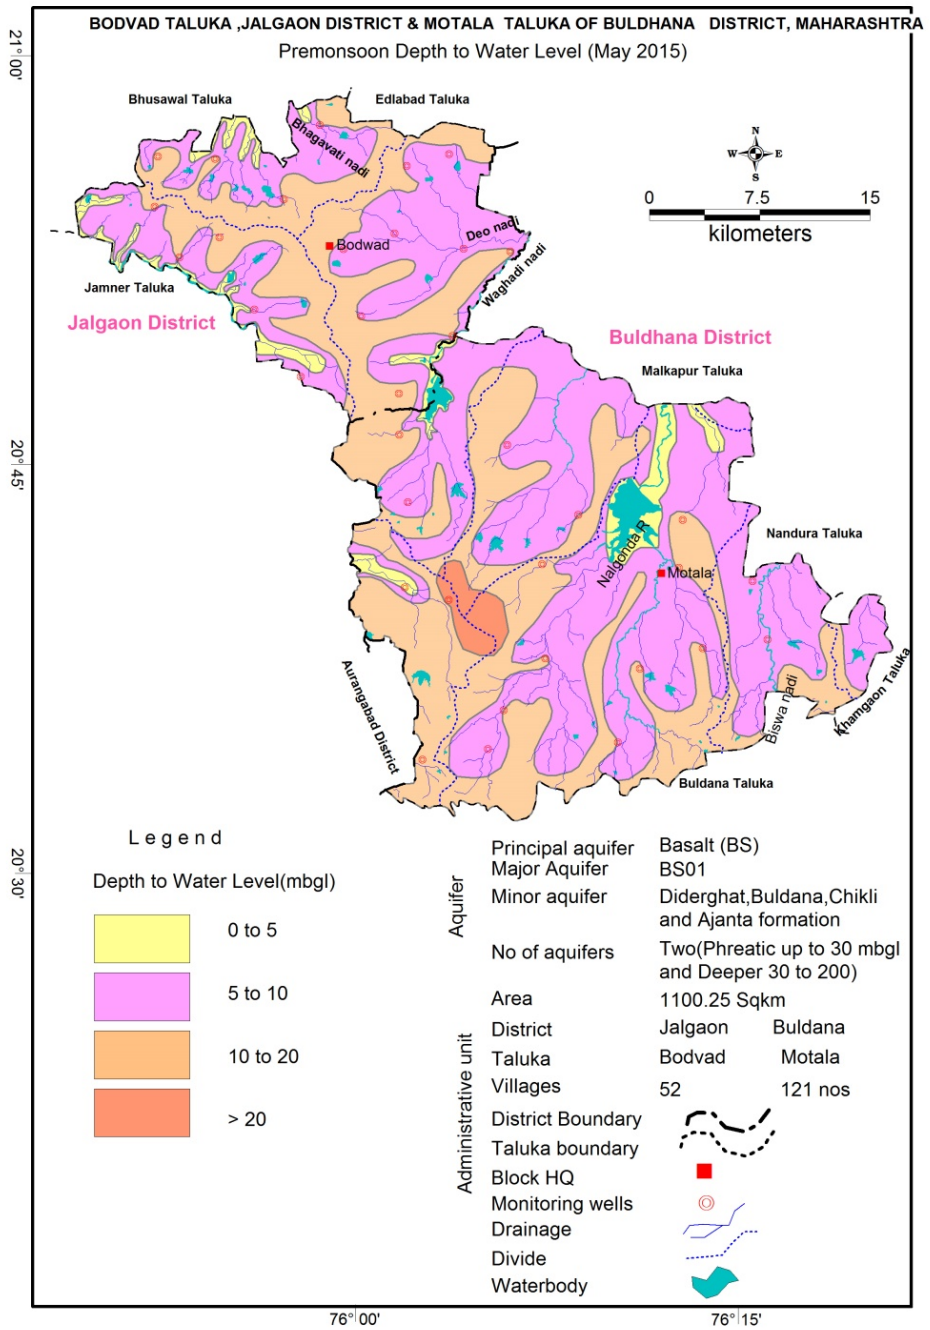 BODVAD TALUKA ,JALGAON DISTRICT & MOTALA TALUKA OF BULDHANA DISTRICT, MAHARASHTRA
Premonsoon Depth to Water Level (May 2015)
21° 00'
Bhusawal Taluka
Edlabad Taluka
Bhagavati nadi
N
W E
S
0 7.5 15
kilometers
Deo nadi
Bodwad
Waghadi nadi
Jamner Taluka
Jalgaon District
Buldhana District
Malkapur Taluka
20° 45'
Nandura Taluka
Nalgonda R
Motala
Aurangabad District
Biswa nadi
Khamgaon Taluka
Buldana Taluka
Legend
Depth to Water Level(mbgl)
0 to 5
5 to 10
10 to 20
> 20
20° 30'
Aquifer
Principal aquifer Basalt (BS)
Major Aquifer BS01
Minor aquifer Diderghat,Buldana,Chikli
and Ajanta formation
No of aquifers Two(Phreatic up to 30 mbgl
and Deeper 30 to 200)
Area 1100.25 Sqkm
Administrative unit
District Jalgaon Buldana
Taluka Bodvad Motala
Villages 52 121 nos
District Boundary
Taluka boundary
Block HQ
Monitoring wells
Drainage
Divide
Waterbody
76° 00' 76° 15'